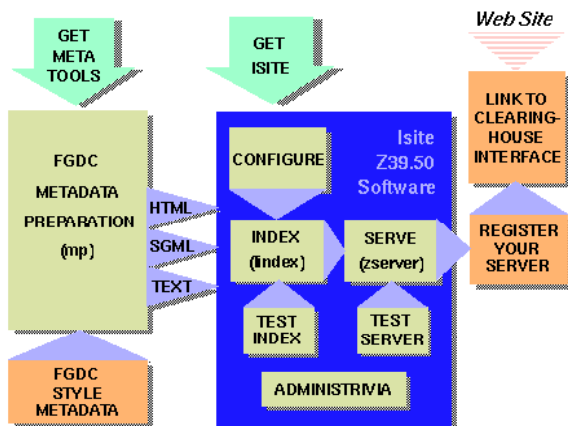 GET
META
TOOLS
GET
ISITE
Web Site
LINK TO
CLEARING-
HOUSE
INTERFACE
FGDC
METADATA
PREPARATION
(mp)
HTML
SGML
TEXT
Isite
Z39.50
Software
CONFIGURE
INDEX
(Iindex)
SERVE
(zserver)
REGISTER
YOUR
SERVER
TEST
INDEX
TEST
SERVER
ADMINISTRIVIA
FGDC
STYLE
METADATA